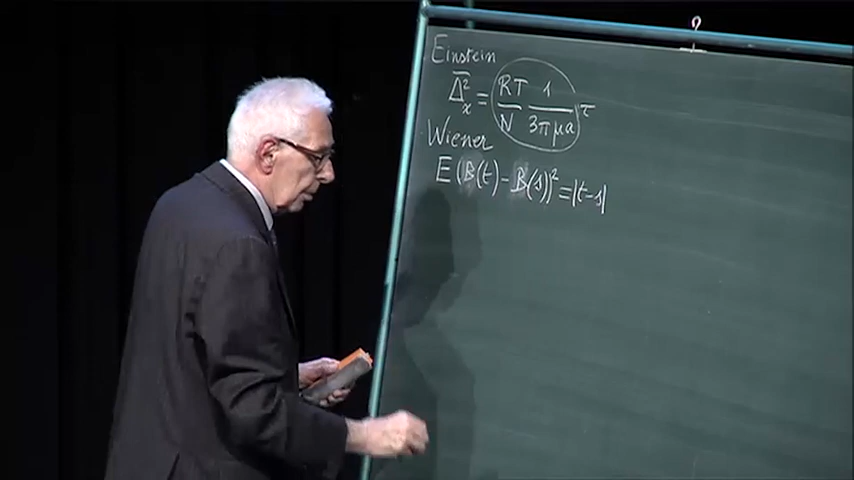 Einstein
Δ̅²ₓ = (RT/N 1/3πμa) τ
Wiener
E(B(t) - B(s))² = |t-s|